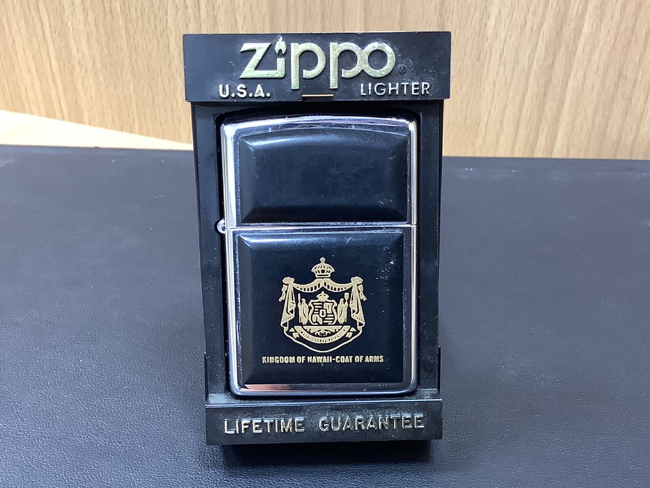 Zippo
U.S.A. LIGHTER
KINGDOM OF HAWAII-COAT OF ARMS
LIFETIME GUARANTEE